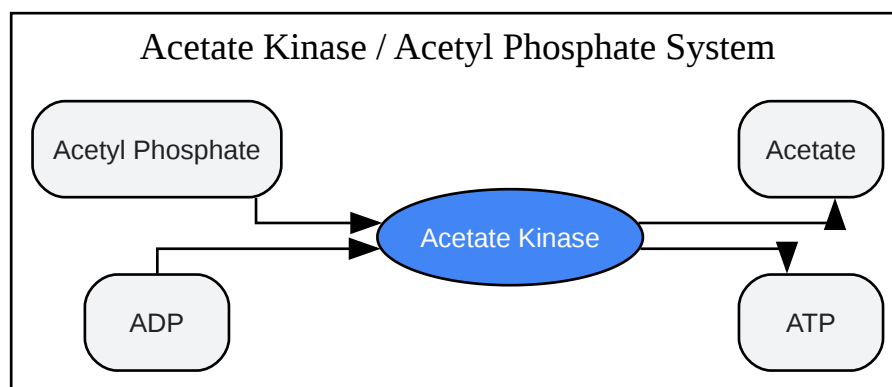 Acetate Kinase / Acetyl Phosphate System
Acetyl Phosphate
Acetate
Acetate Kinase
ADP
ATP